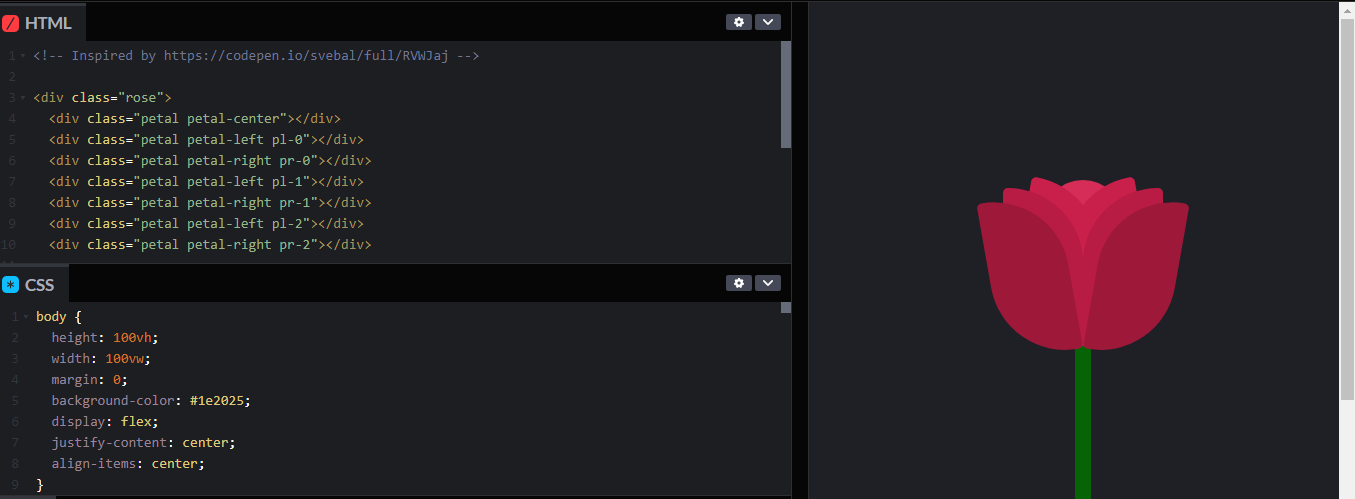 HTML
1 <!-- Inspired by https://codepen.io/svebal/full/RVWJaj -->
2
3 <div class="rose">
4 <div class="petal petal-center"></div>
5 <div class="petal petal-left pl-0"></div>
6 <div class="petal petal-right pr-0"></div>
7 <div class="petal petal-left pl-1"></div>
8 <div class="petal petal-right pr-1"></div>
9 <div class="petal petal-left pl-2"></div>
10 <div class="petal petal-right pr-2"></div>
CSS
1 body {
2 height: 100vh;
3 width: 100vw;
4 margin: 0;
5 background-color: #1e2025;
6 display: flex;
7 justify-content: center;
8 align-items: center;
9 }